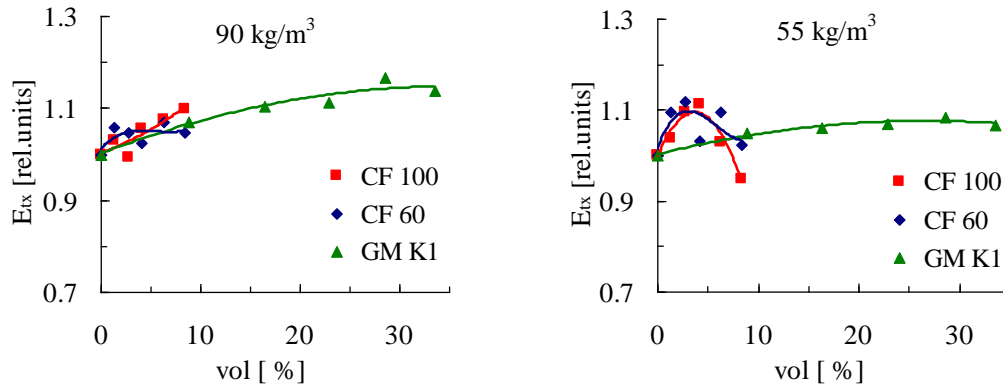 90 kg/m³
E_tx [rel.units]
1.3
1.1
0.9
0.7
CF 100
CF 60
GM K1
0
10
20
30
vol [ %]
55 kg/m³
E_tx [rel.units]
1.3
1.1
0.9
0.7
CF 100
CF 60
GM K1
0
10
20
30
vol [ %]